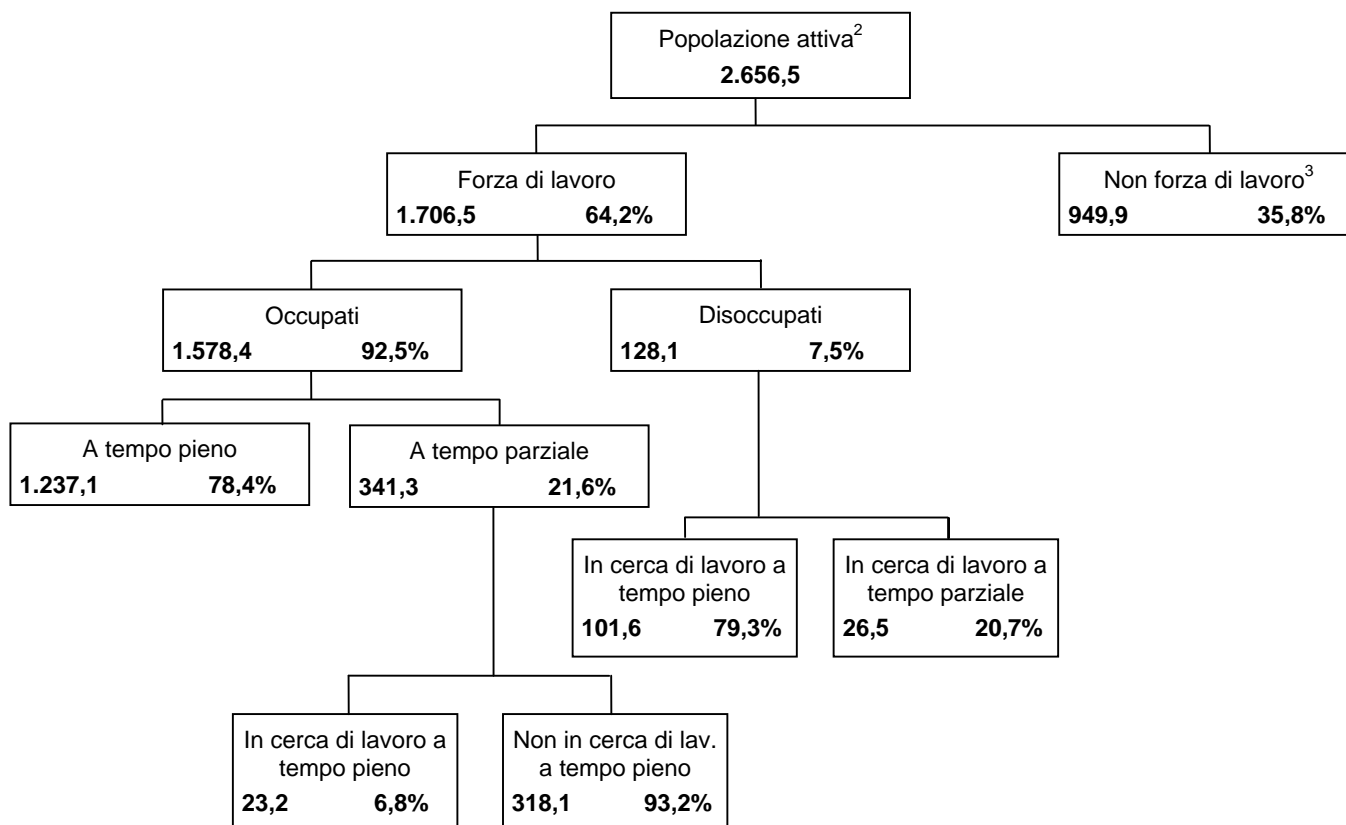 Popolazione attiva²
2.656,5
Forza di lavoro
1.706,5 64,2%
Non forza di lavoro³
949,9 35,8%
Occupati
1.578,4 92,5%
Disoccupati
128,1 7,5%
A tempo pieno
1.237,1 78,4%
A tempo parziale
341,3 21,6%
In cerca di lavoro a
tempo pieno
101,6 79,3%
In cerca di lavoro a
tempo parziale
26,5 20,7%
In cerca di lavoro a
tempo pieno
23,2 6,8%
Non in cerca di lav.
a tempo pieno
318,1 93,2%